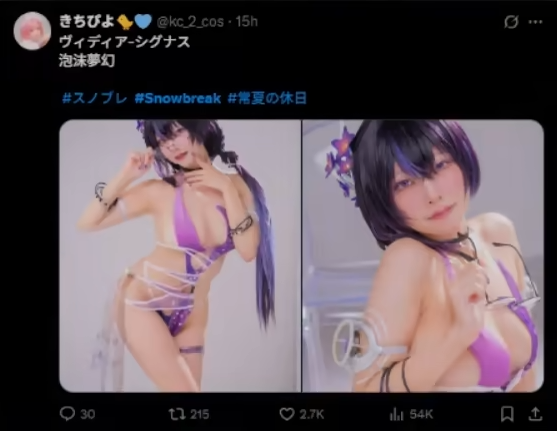 きちぴよ🐤🩵 @kc_2_cos · 15h
ヴィディア-シグナス
泡沫夢幻
#スノブレ #Snowbreak #常夏の休日
30 215 2.7K 54K